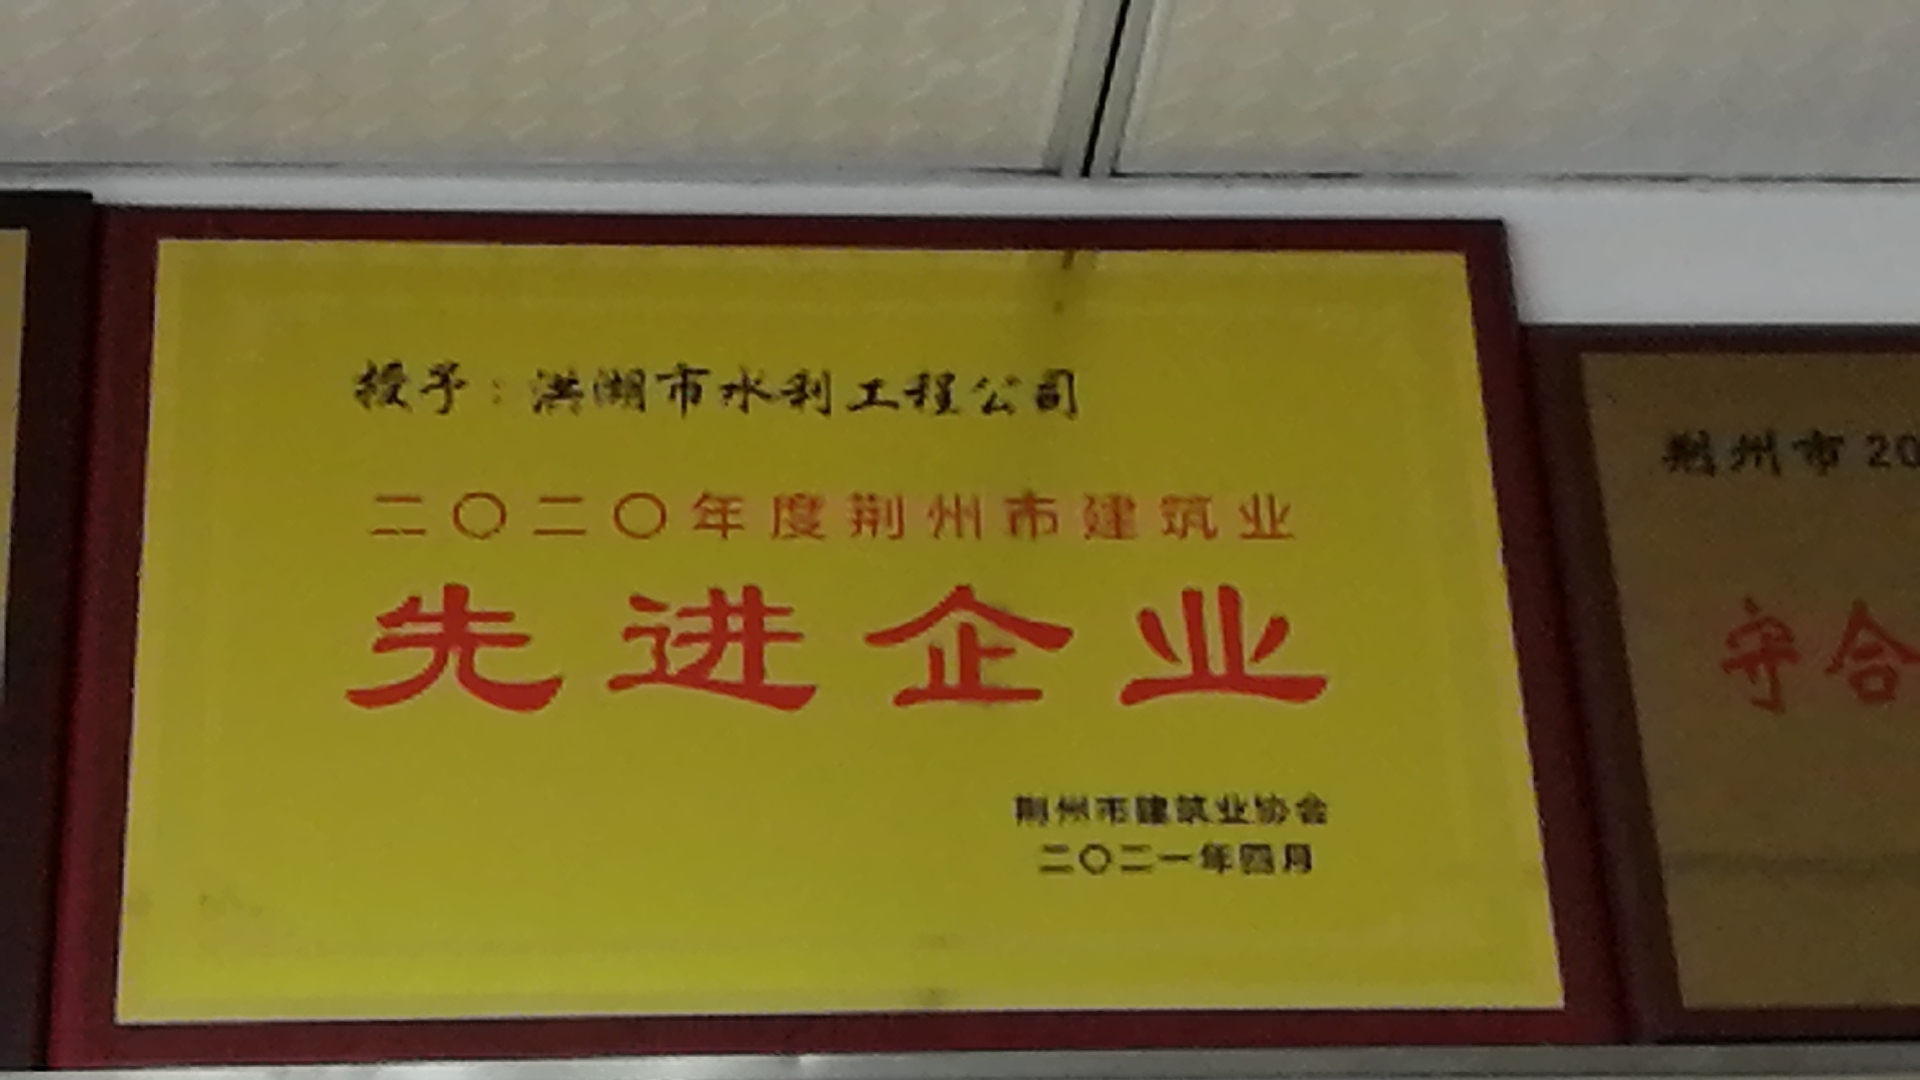 授予：洪湖市水利工程公司
二〇二〇年度荆州市建筑业
先进企业
荆州市建筑业协会
二〇二一年四月
荆州市20
守合